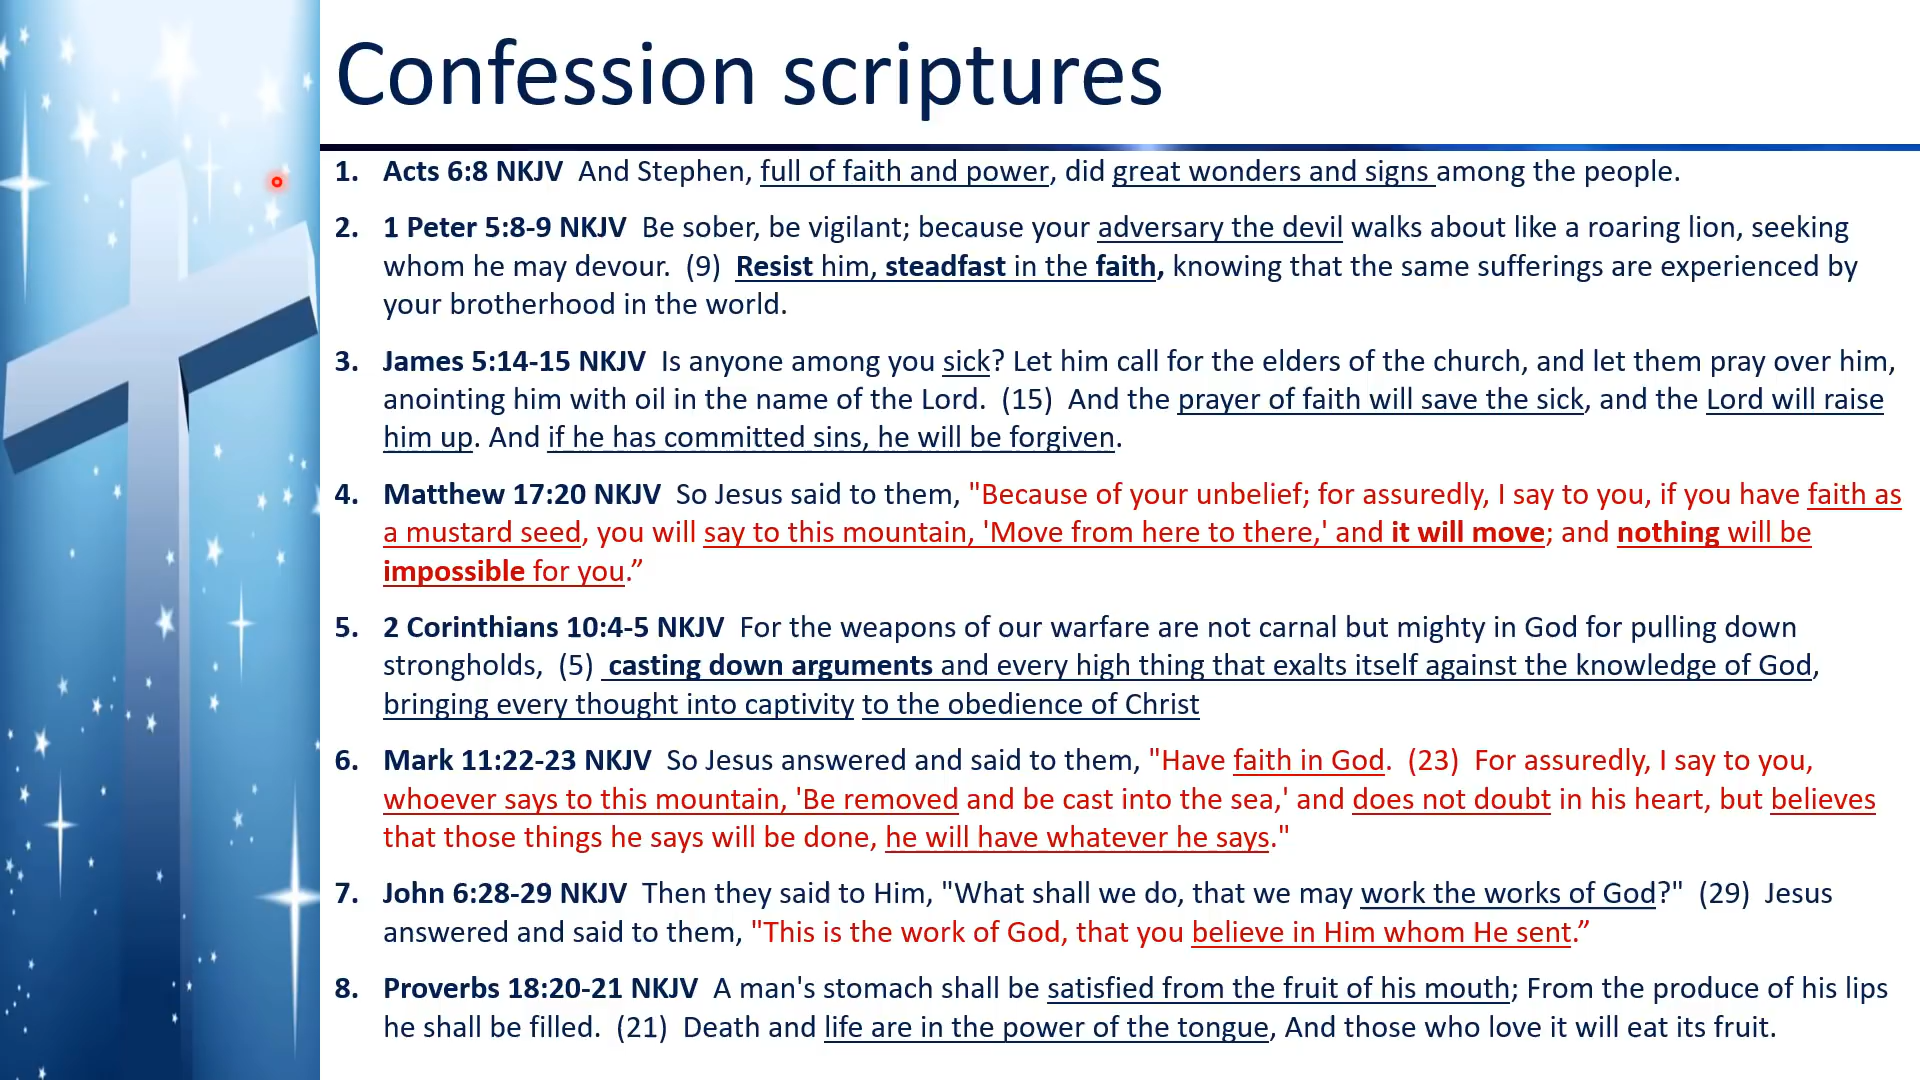 Confession scriptures
1. Acts 6:8 NKJV And Stephen, full of faith and power, did great wonders and signs among the people.
2. 1 Peter 5:8-9 NKJV Be sober, be vigilant; because your adversary the devil walks about like a roaring lion, seeking
whom he may devour. (9) Resist him, steadfast in the faith, knowing that the same sufferings are experienced by
your brotherhood in the world.
3. James 5:14-15 NKJV Is anyone among you sick? Let him call for the elders of the church, and let them pray over him,
anointing him with oil in the name of the Lord. (15) And the prayer of faith will save the sick, and the Lord will raise
him up. And if he has committed sins, he will be forgiven.
4. Matthew 17:20 NKJV So Jesus said to them, "Because of your unbelief; for assuredly, I say to you, if you have faith as
a mustard seed, you will say to this mountain, 'Move from here to there,' and it will move; and nothing will be
impossible for you.”
5. 2 Corinthians 10:4-5 NKJV For the weapons of our warfare are not carnal but mighty in God for pulling down
strongholds, (5) casting down arguments and every high thing that exalts itself against the knowledge of God,
bringing every thought into captivity to the obedience of Christ
6. Mark 11:22-23 NKJV So Jesus answered and said to them, "Have faith in God. (23) For assuredly, I say to you,
whoever says to this mountain, 'Be removed and be cast into the sea,' and does not doubt in his heart, but believes
that those things he says will be done, he will have whatever he says."
7. John 6:28-29 NKJV Then they said to Him, "What shall we do, that we may work the works of God?" (29) Jesus
answered and said to them, "This is the work of God, that you believe in Him whom He sent.”
8. Proverbs 18:20-21 NKJV A man's stomach shall be satisfied from the fruit of his mouth; From the produce of his lips
he shall be filled. (21) Death and life are in the power of the tongue, And those who love it will eat its fruit.